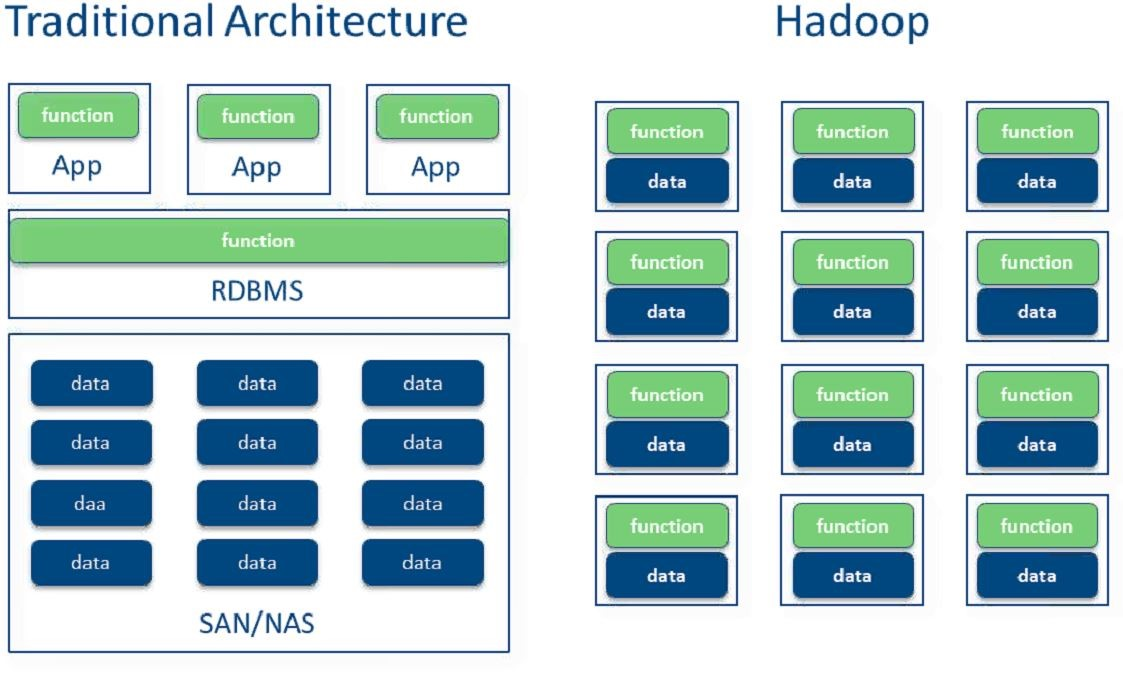 Traditional Architecture
function function function
App App App
function
RDBMS
data data data
data data data
daa data data
data data data
SAN/NAS
Hadoop
function function function
data data data
function function function
data data data
function function function
data data data
function function function
data data data